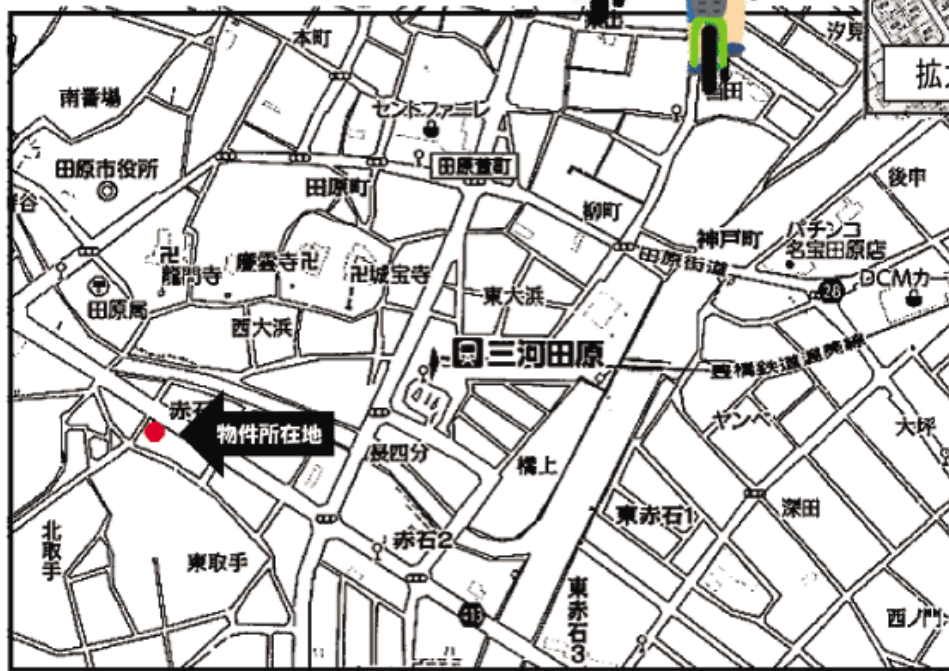 本町
汐見
拡
南番場
セントファーレ
田原萱町
田原市役所
田原町
後申
柳町
神戸町
パチンコ
名宝田原店
田原街道
龍門寺
慶雲寺
城宝寺
DCMカ
28
東大浜
田原局
西大浜
三河田原
豊橋鉄道渥美線
赤石
物件所在地
ヤンベ
大坪
長四分
橋上
東赤石1
深田
北取手
赤石2
東取手
東赤石3
西ノ門